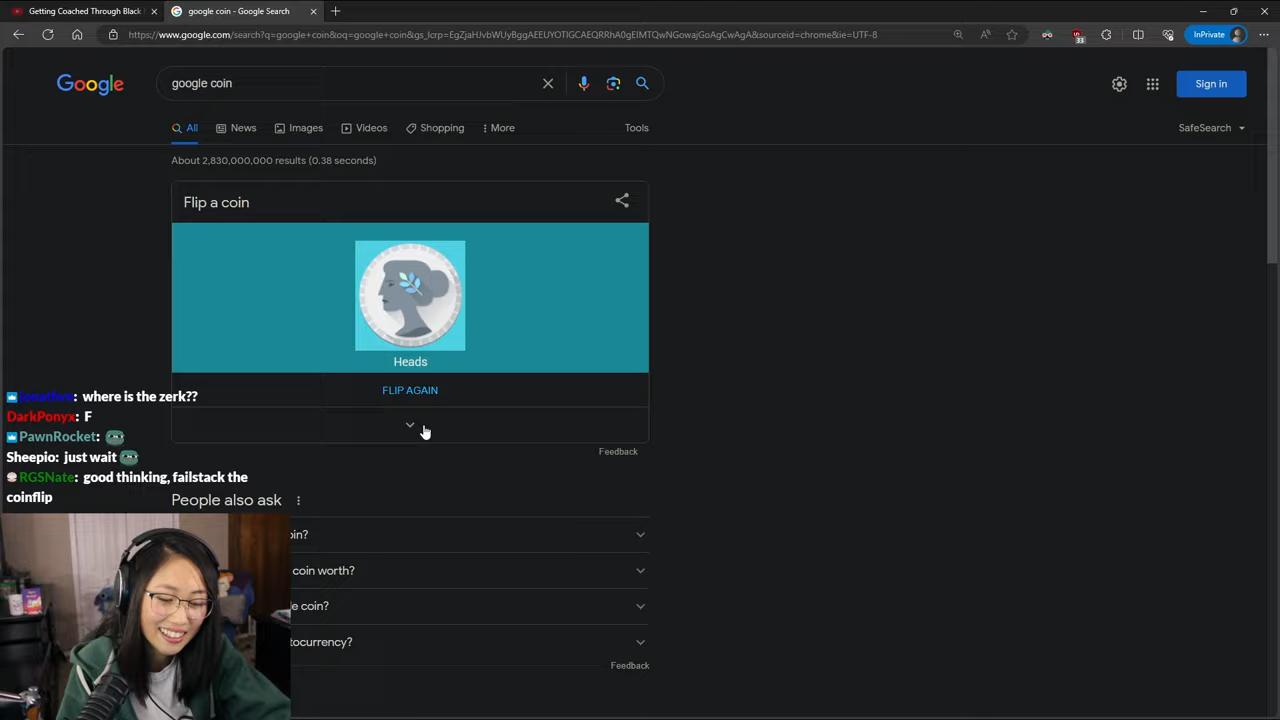 Getting Coached Through Black
google coin - Google Search
https://www.google.com/search?q=google+coin&oq=google+coin&gs_lcrp=EgZjaHJvbWUyBggAEEUYOTIGCAEQRRhA0gEIMTQwNGowajGoAgCwAgA&sourceid=chrome&ie=UTF-8
33
InPrivate
Google
google coin
Sign in
All
News
Images
Videos
Shopping
More
Tools
SafeSearch
About 2,830,000,000 results (0.38 seconds)
Flip a coin
Heads
FLIP AGAIN
where is the zerk??
DarkPonyx: F
PawnRocket:
Sheepio: just wait
RGSNate: good thinking, failstack the
coinflip
Feedback
People also ask
coin worth?
coin?
Feedback